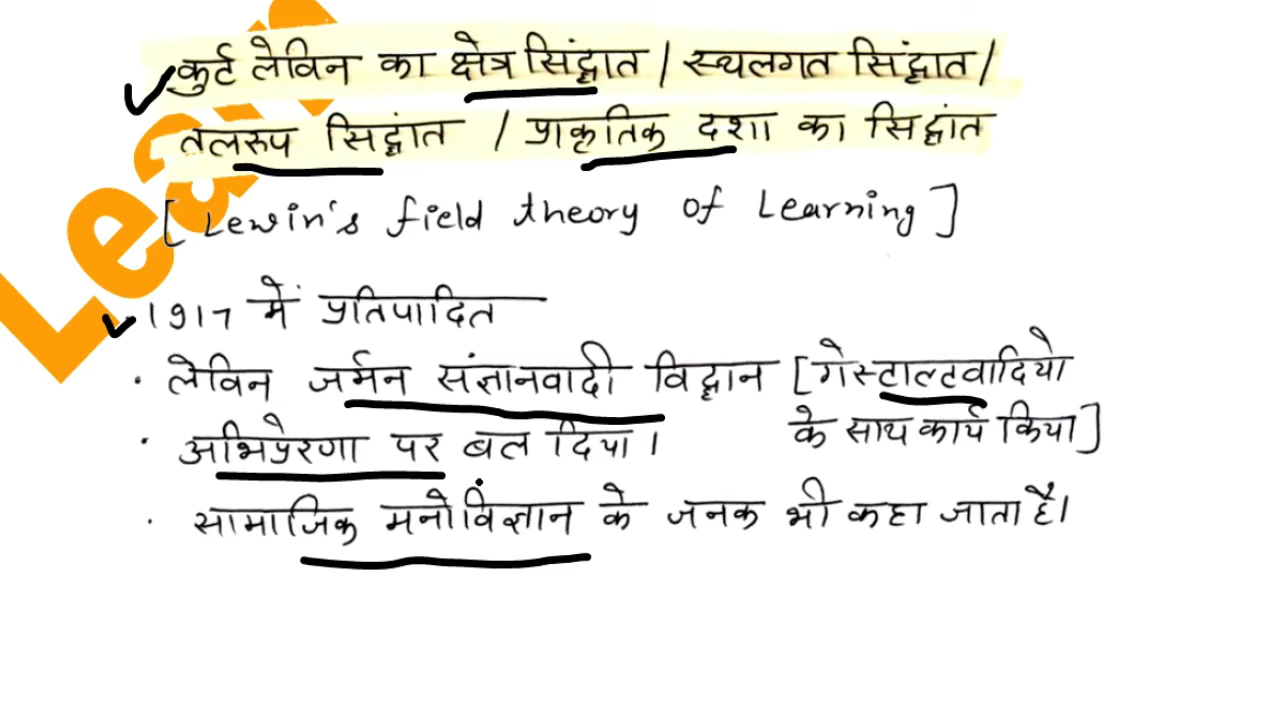 कुर्ट लेविन का क्षेत्र सिंद्धात / स्थलगत सिंद्धात /
तलरुप सिद्धांत / प्राकृतिक दशा का सिद्धांत
[Lewin's field theory of Learning]
1917 में प्रतिपादित
· लेविन जर्मन संज्ञानवादी विद्वान [गेस्टाल्टवादियो
के साथ कार्य किया]
· अभिप्रेरणा पर बल दिया।
· सामाजिक मनोविज्ञान के जनक भी कहा जाता है।